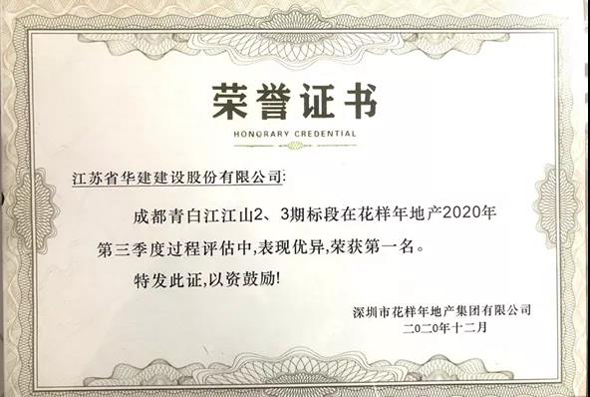 荣誉证书
HONORARY CREDENTIAL
江苏省华建建设股份有限公司:
成都青白江江山2、3期标段在花样年地产2020年
第三季度过程评估中,表现优异,荣获第一名。
特发此证,以资鼓励!
深圳市花样年地产集团有限公司
二0二0年十二月